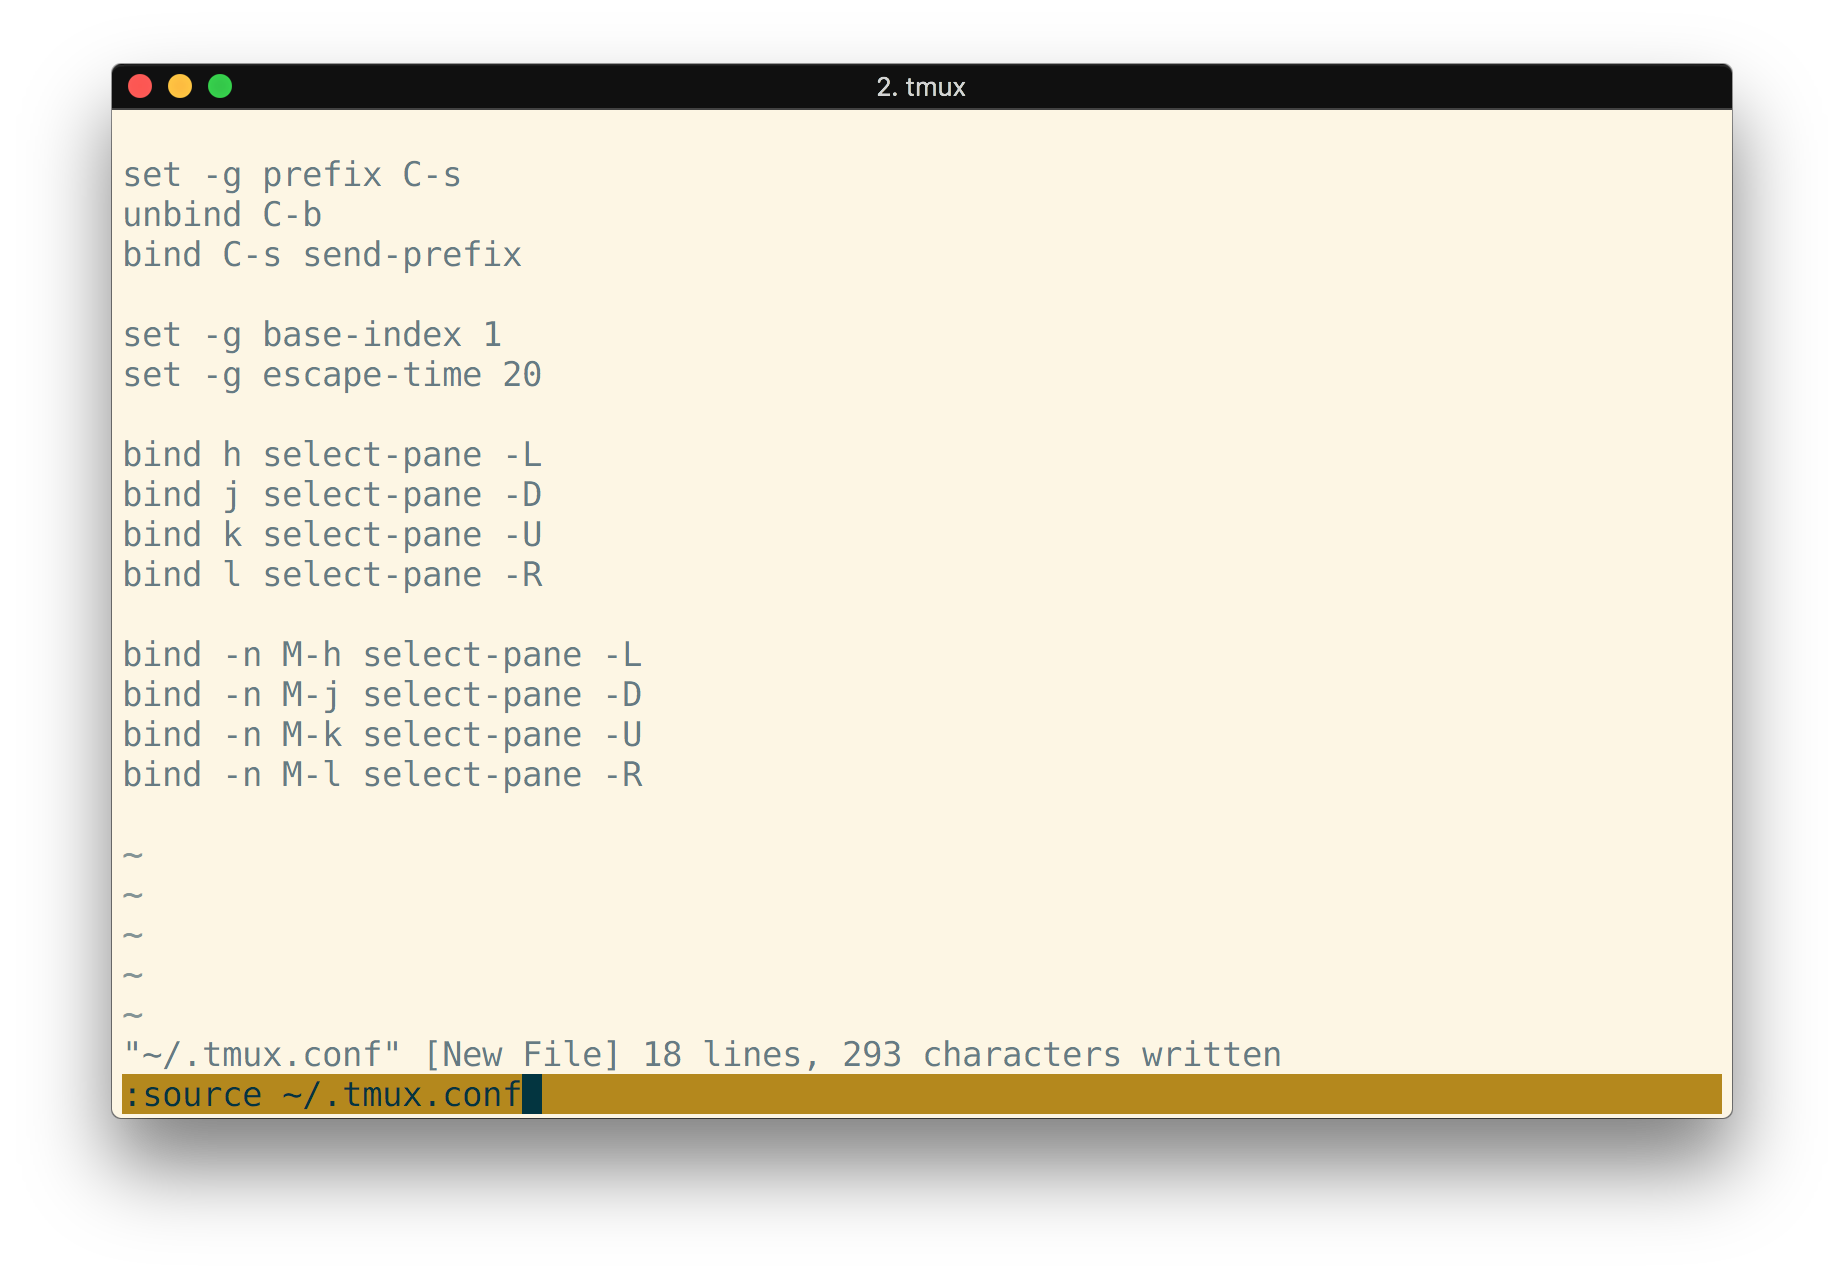 2. tmux
set -g prefix C-s
unbind C-b
bind C-s send-prefix
set -g base-index 1
set -g escape-time 20
bind h select-pane -L
bind j select-pane -D
bind k select-pane -U
bind l select-pane -R
bind -n M-h select-pane -L
bind -n M-j select-pane -D
bind -n M-k select-pane -U
bind -n M-l select-pane -R
~
~
~
~
~
"~/.tmux.conf" [New File] 18 lines, 293 characters written
:source ~/.tmux.conf